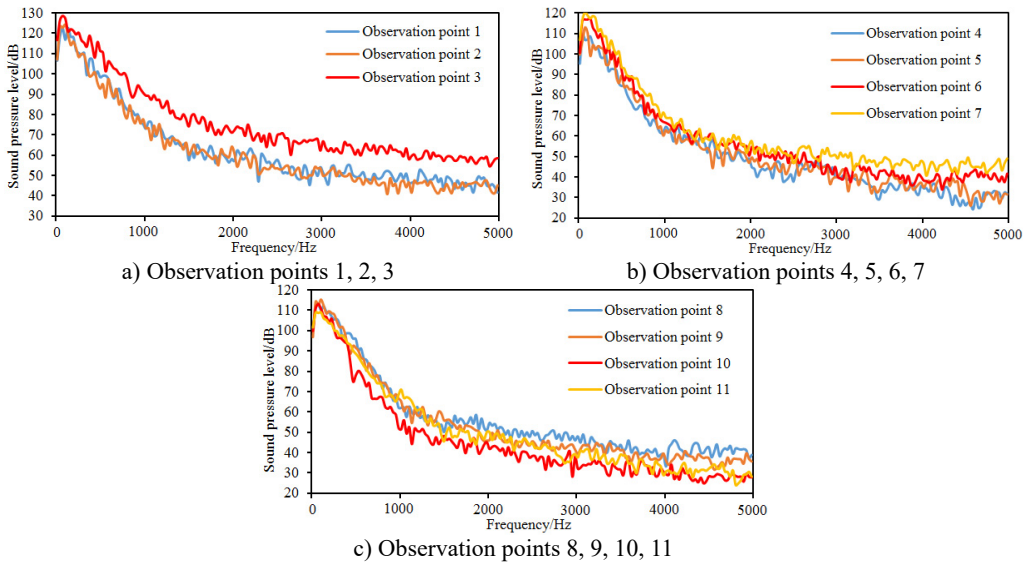 130
120
110
100
90
80
70
60
50
40
30
Sound pressure level/dB
Observation point 1
Observation point 2
Observation point 3
0 1000 2000 3000 4000 5000
Frequency/Hz
a) Observation points 1, 2, 3
120
110
100
90
80
70
60
50
40
30
20
Sound pressure level/dB
Observation point 4
Observation point 5
Observation point 6
Observation point 7
0 1000 2000 3000 4000 5000
Frequency/Hz
b) Observation points 4, 5, 6, 7
120
110
100
90
80
70
60
50
40
30
20
Sound pressure level/dB
Observation point 8
Observation point 9
Observation point 10
Observation point 11
0 1000 2000 3000 4000 5000
Frequency/Hz
c) Observation points 8, 9, 10, 11